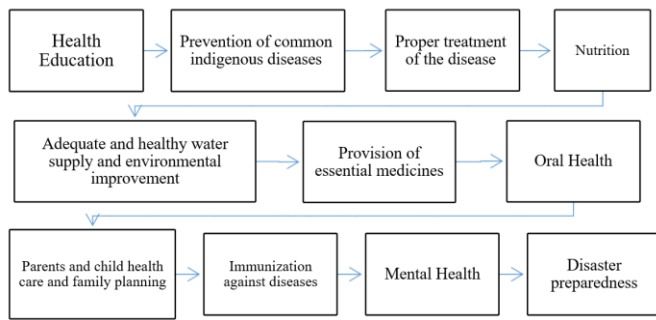 Health
Education
Prevention of common
indigenous diseases
Proper treatment
of the disease
Nutrition
Adequate and healthy water
supply and environmental
improvement
Provision of
essential medicines
Oral Health
Parents and child health
care and family planning
Immunization
against diseases
Mental Health
Disaster
preparedness